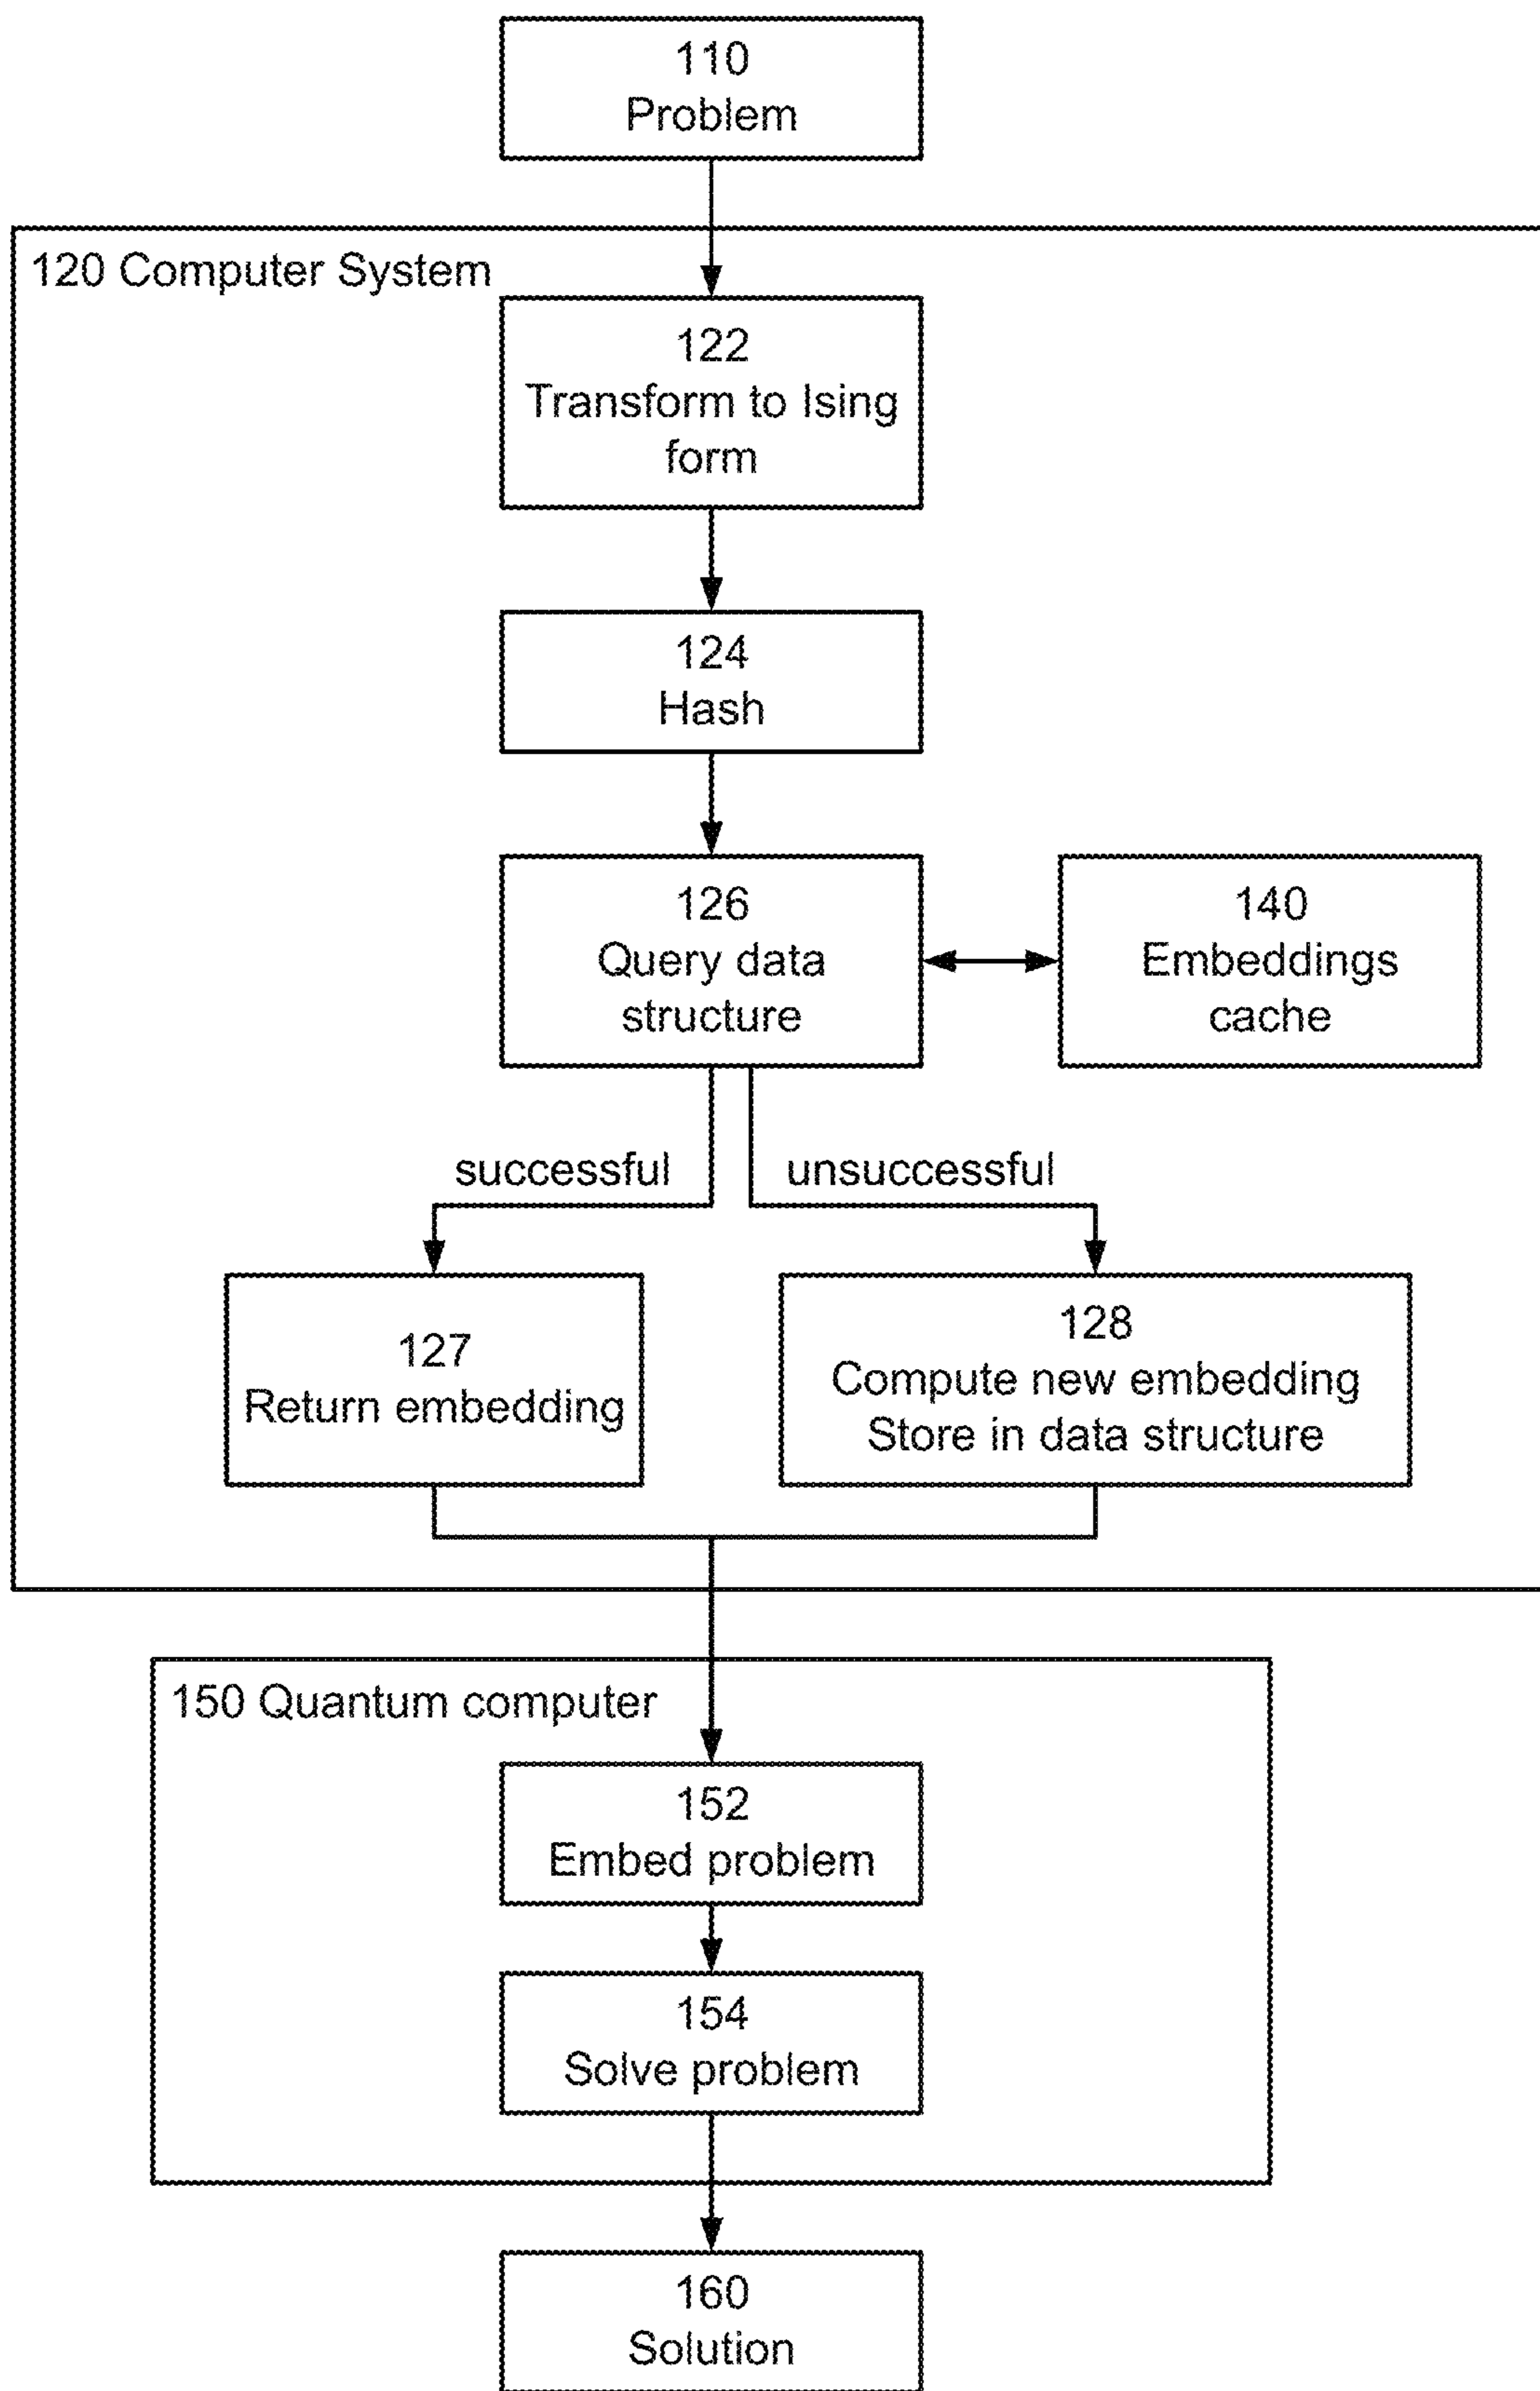 110
Problem
120 Computer System
122
Transform to Ising
form
124
Hash
126
Query data
structure
140
Embeddings
cache
successful
unsuccessful
127
Return embedding
128
Compute new embedding
Store in data structure
150 Quantum computer
152
Embed problem
154
Solve problem
160
Solution